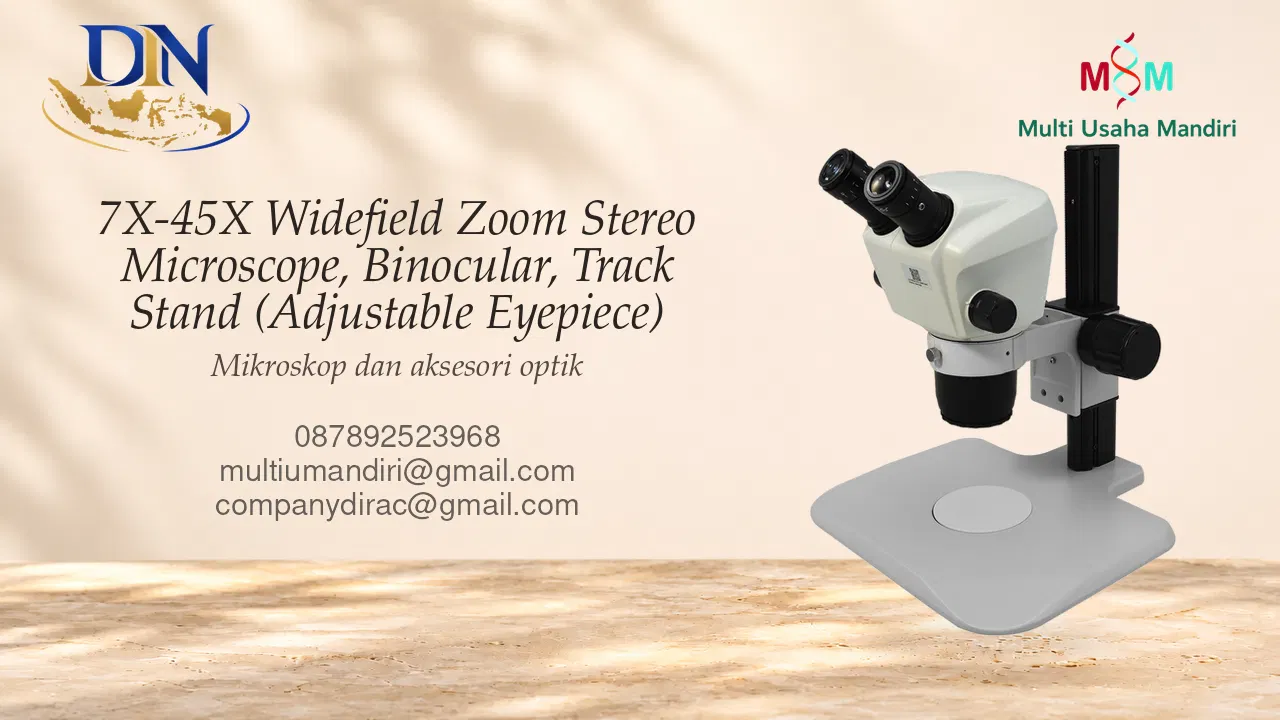 DIN
M M
Multi Usaha Mandiri
7X-45X Widefield Zoom Stereo
Microscope, Binocular, Track
Stand (Adjustable Eyepiece)
Mikroskop dan aksesori optik
087892523968
multiumandiri@gmail.com
companydirac@gmail.com